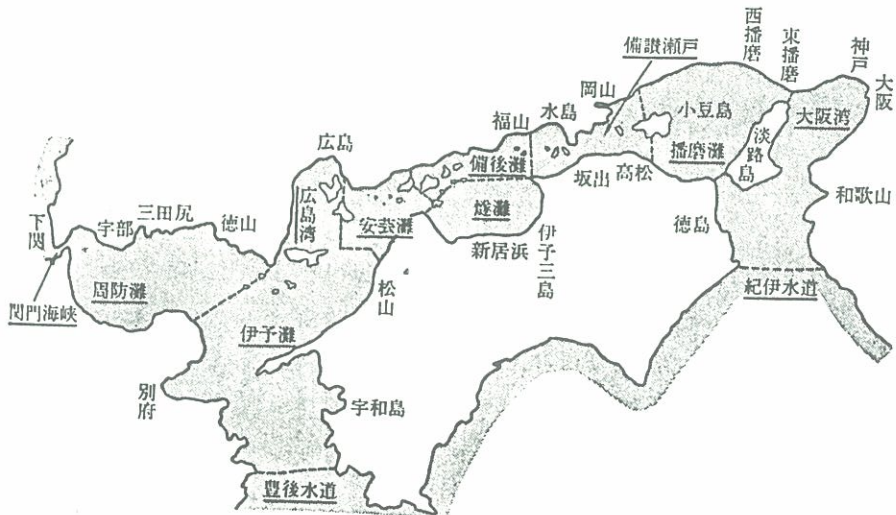 西播磨
東播磨
神戸
大阪
備讃瀬戸
岡山
水島
福山
小豆島
大阪湾
淡路島
播磨灘
広島
備後灘
坂出
高松
和歌山
広島湾
安芸灘
燧灘
新居浜
伊予三島
徳島
下関
宇部
三田尻
徳山
周防灘
関門海峡
松山
紀伊水道
伊予灘
別府
宇和島
豊後水道